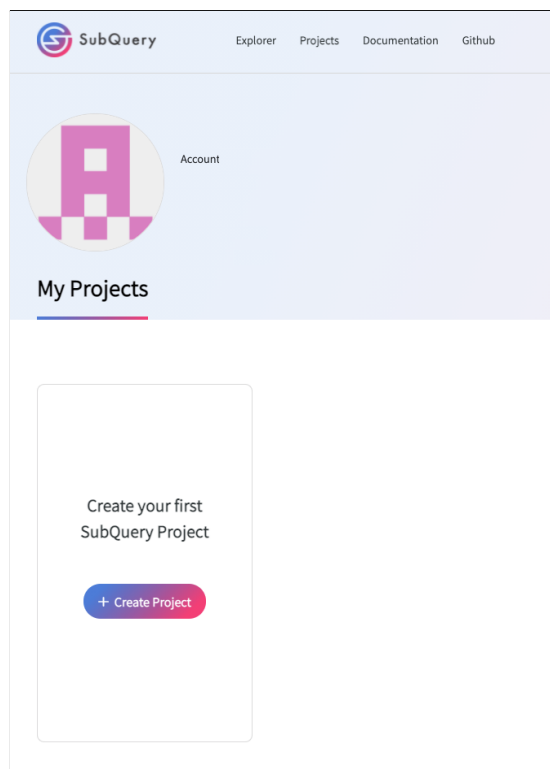 SubQuery
Explorer Projects Documentation Github
Account
My Projects
Create your first
SubQuery Project
+ Create Project